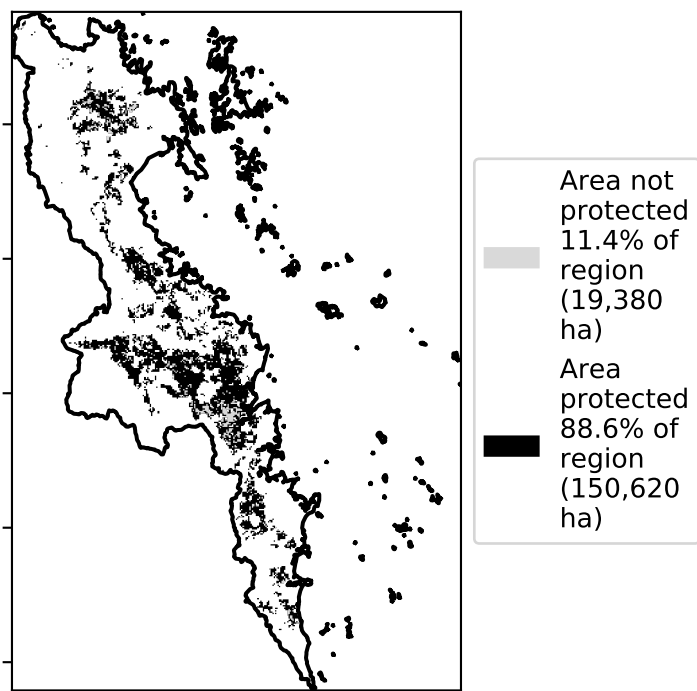 Area not
protected
11.4% of
region
(19,380
ha)
Area
protected
88.6% of
region
(150,620
ha)